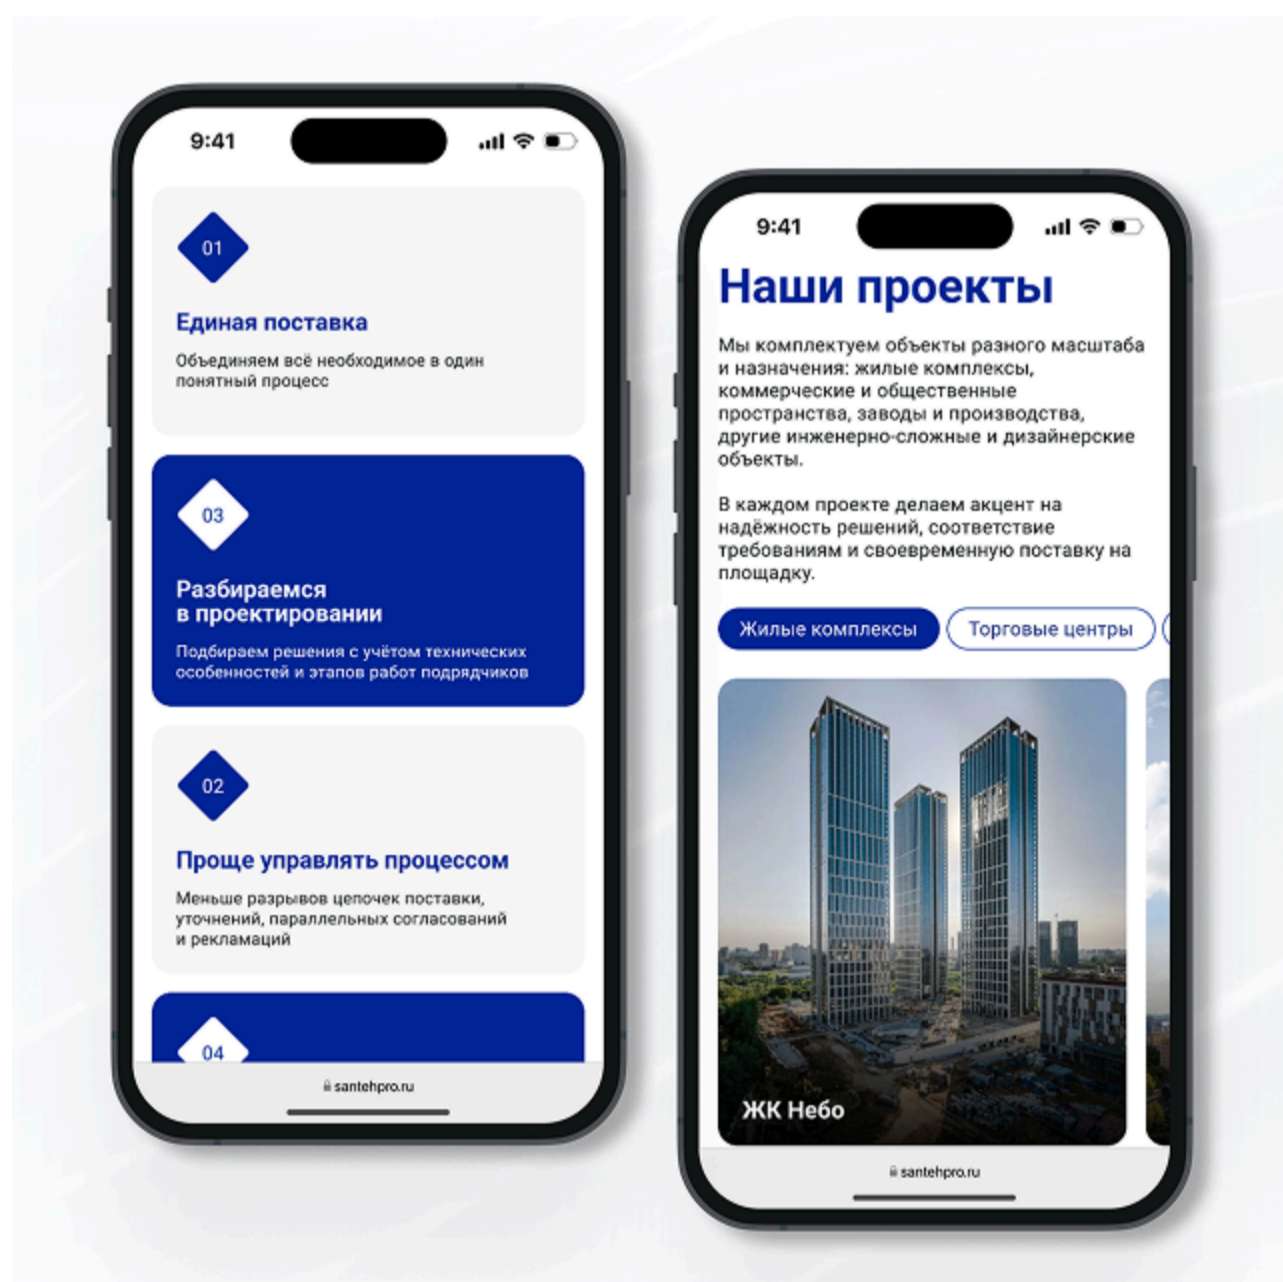 9:41
01
Единая поставка
Объединяем всё необходимое в один
понятный процесс
03
Разбираемся
в проектировании
Подбираем решения с учётом технических
особенностей и этапов работ подрядчиков
02
Проще управлять процессом
Меньше разрывов цепочек поставки,
уточнений, параллельных согласований
и рекламаций
04
santehpro.ru
9:41
Наши проекты
Мы комплектуем объекты разного масштаба
и назначения: жилые комплексы,
коммерческие и общественные
пространства, заводы и производства,
другие инженерно-сложные и дизайнерские
объекты.
В каждом проекте делаем акцент на
надёжность решений, соответствие
требованиям и своевременную поставку на
площадку.
Жилые комплексы
Торговые центры
ЖК Небо
santehpro.ru